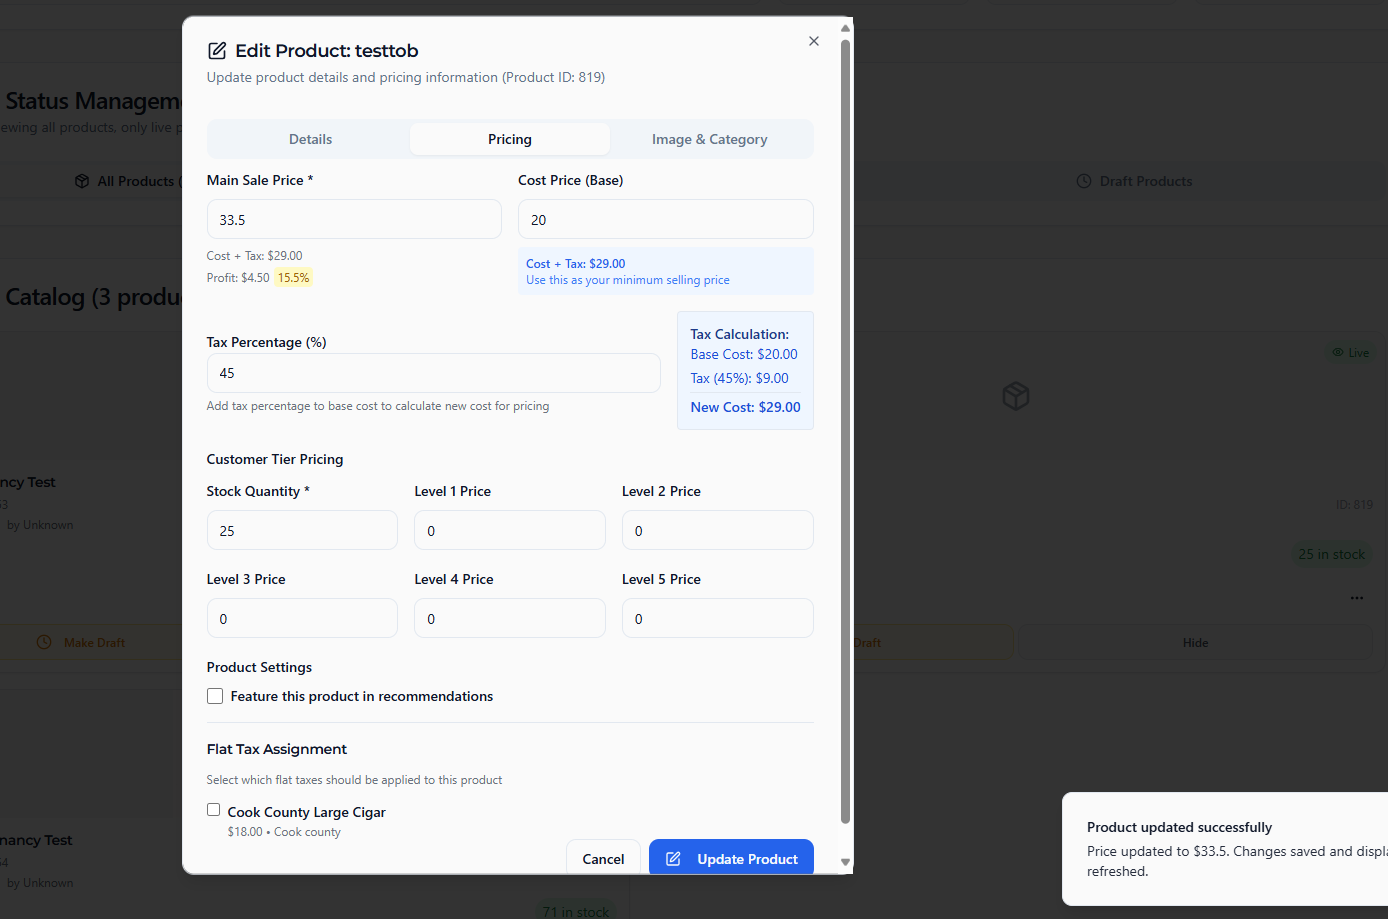 Edit Product: testtob
Update product details and pricing information (Product ID: 819)
Details
Pricing
Image & Category
Main Sale Price *
33.5
Cost + Tax: $29.00
Profit: $4.50 15.5%
Cost Price (Base)
20
Cost + Tax: $29.00
Use this as your minimum selling price
Tax Percentage (%)
45
Add tax percentage to base cost to calculate new cost for pricing
Tax Calculation:
Base Cost: $20.00
Tax (45%): $9.00
New Cost: $29.00
Customer Tier Pricing
Stock Quantity *
25
Level 1 Price
0
Level 2 Price
0
Level 3 Price
0
Level 4 Price
0
Level 5 Price
0
Product Settings
Feature this product in recommendations
Flat Tax Assignment
Select which flat taxes should be applied to this product
Cook County Large Cigar
$18.00 • Cook county
Cancel
Update Product
Status Managem
ewing all products, only live p
All Products (
Draft Products
Catalog (3 produ
Live
ncy Test
53
by Unknown
ID: 819
25 in stock
Make Draft
Draft
Hide
nancy Test
54
by Unknown
71 in stock
Product updated successfully
Price updated to $33.5. Changes saved and displa
refreshed.